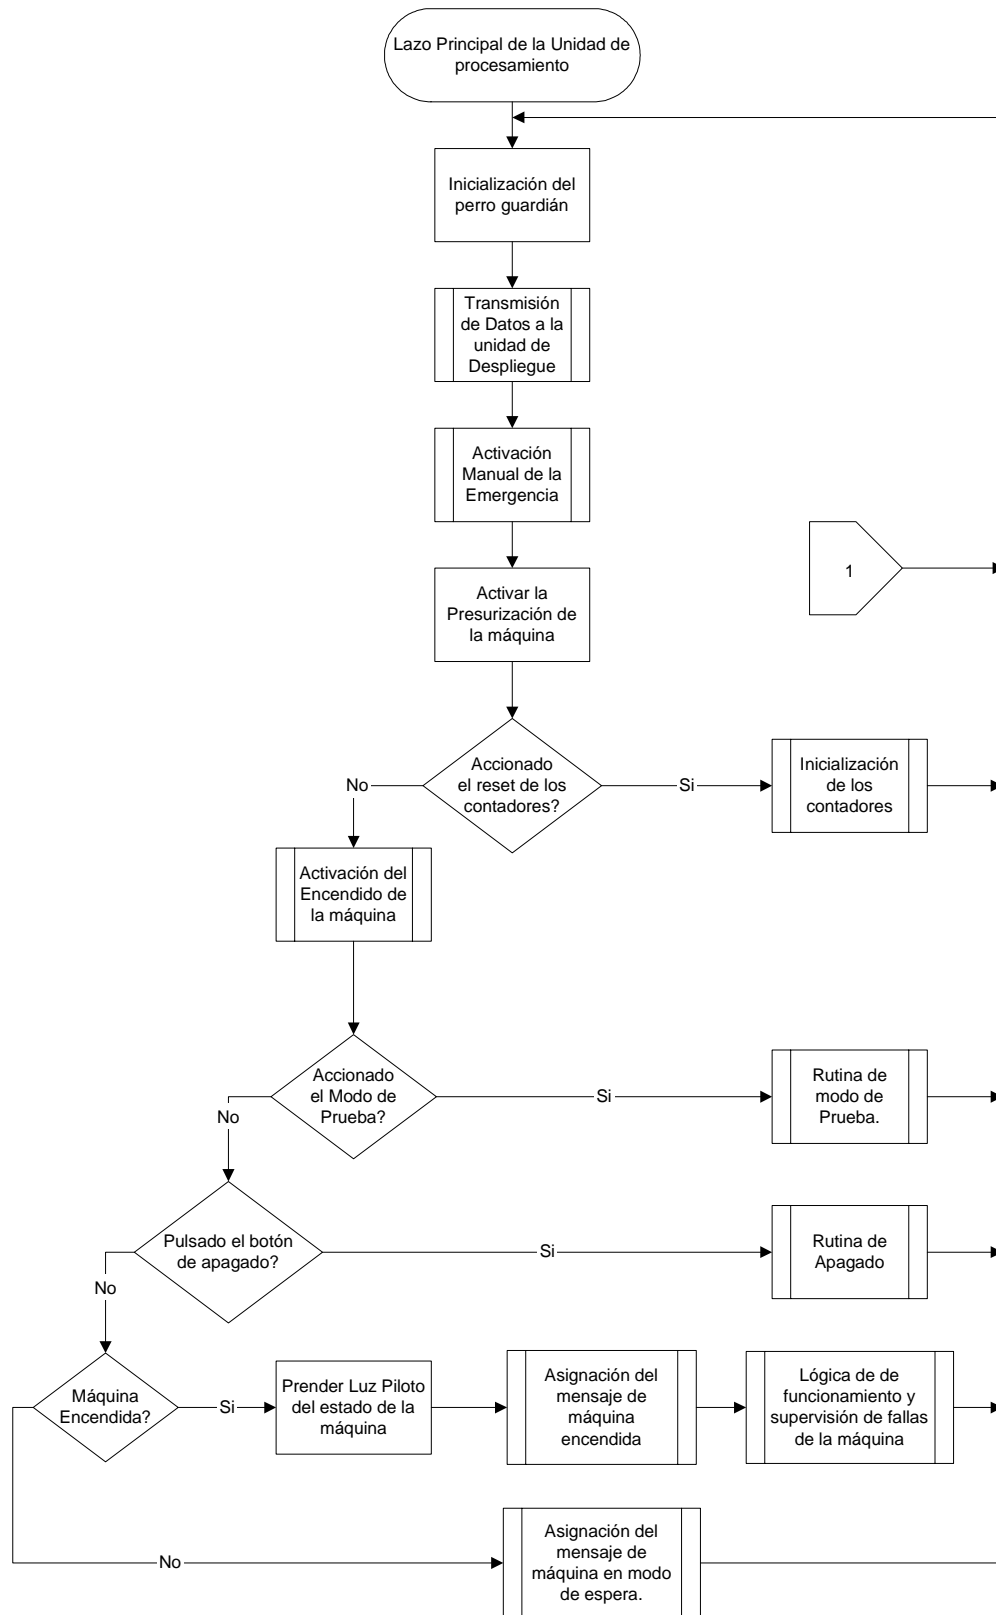 Lazo Principal de la Unidad de
procesamiento
Inicialización del
perro guardián
Transmisión
de Datos a la
unidad de
Despliegue
Activación
Manual de la
Emergencia
1
Activar la
Presurización de
la máquina
Accionado
el reset de los
contadores?
No
Si
Inicialización
de los
contadores
Activación del
Encendido de
la máquina
Accionado
el Modo de
Prueba?
No
Si
Rutina de
modo de
Prueba.
Pulsado el botón
de apagado?
No
Si
Rutina de
Apagado
Máquina
Encendida?
Si
Prender Luz Piloto
del estado de la
máquina
Asignación del
mensaje de
máquina
encendida
Lógica de de
funcionamiento y
supervisión de fallas
de la máquina
No
Asignación del
mensaje de
máquina en modo
de espera.